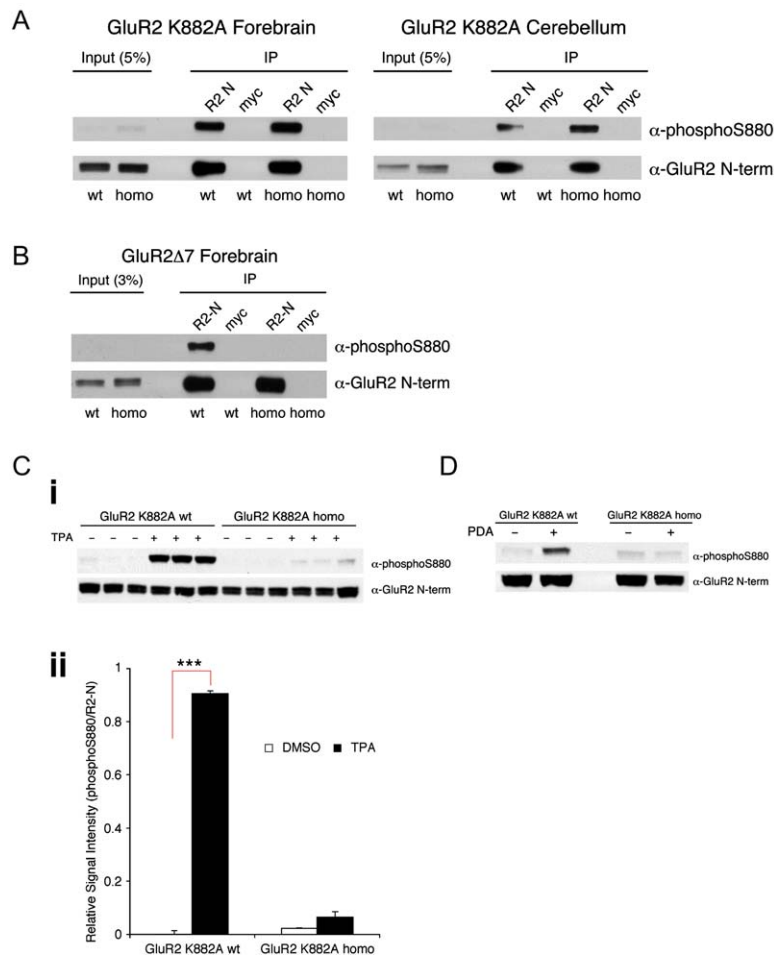 A
GluR2 K882A Forebrain
GluR2 K882A Cerebellum
Input (5%)
IP
Input (5%)
IP
R2 N
myc
R2 N
myc
R2 N
myc
R2 N
myc
α-phosphoS880
α-GluR2 N-term
wt homo wt wt homo homo
wt homo wt wt homo homo
B
GluR2Δ7 Forebrain
Input (3%)
IP
R2-N
myc
R2-N
myc
α-phosphoS880
α-GluR2 N-term
wt homo wt wt homo homo
C
i
GluR2 K882A wt
GluR2 K882A homo
TPA – – – + + + – – – + + +
α-phosphoS880
α-GluR2 N-term
D
GluR2 K882A wt
GluR2 K882A homo
PDA – + – +
α-phosphoS880
α-GluR2 N-term
ii
Relative Signal Intensity (phosphoS880/R2-N)
1
0.8
0.6
0.4
0.2
0
***
DMSO TPA
GluR2 K882A wt
GluR2 K882A homo